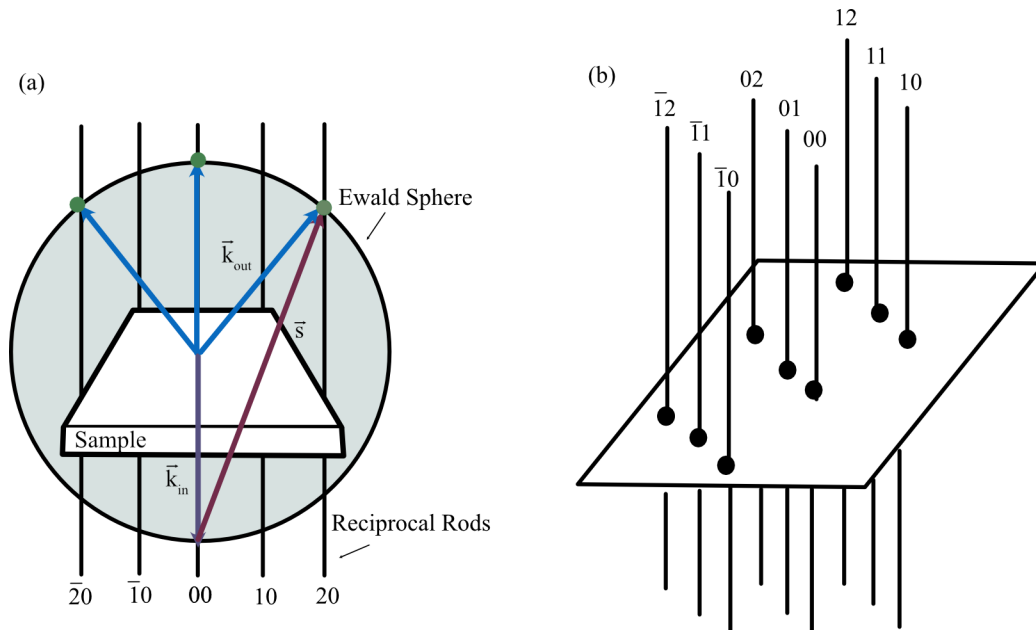 (a)
Ewald Sphere
k⃗out
s⃗
Sample
k⃗in
Reciprocal Rods
2̅0 1̅0 00 10 20
(b)
12
11
10
02
01
00
1̅2
1̅1
1̅0